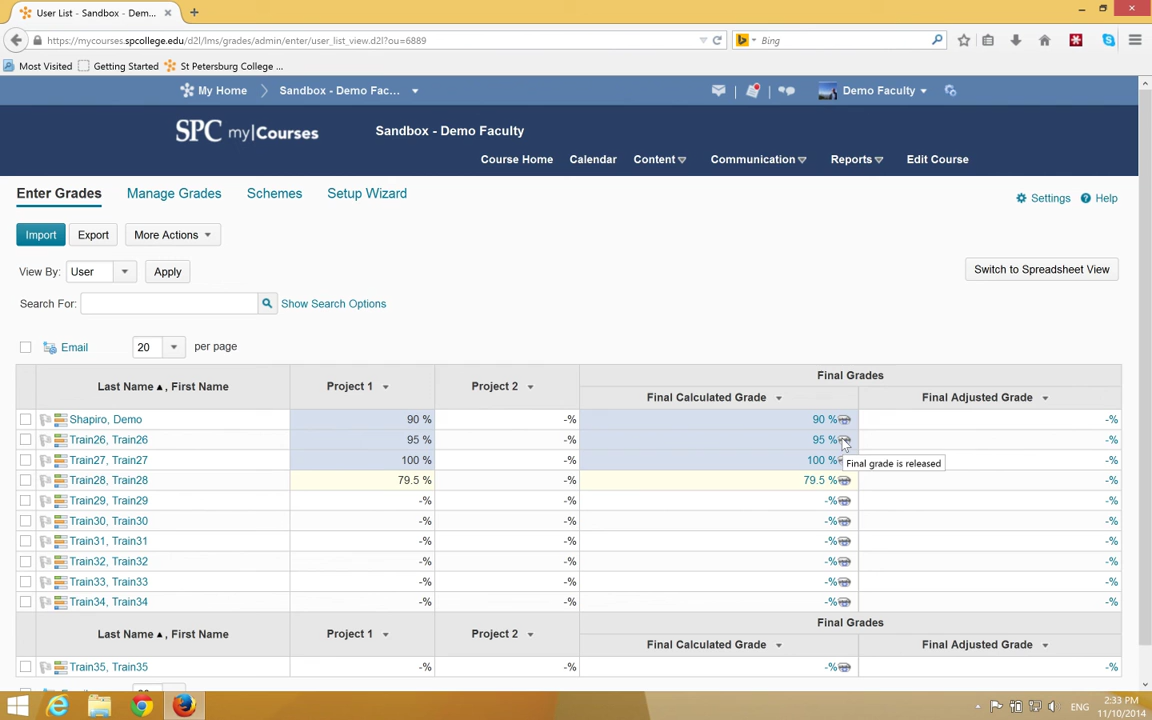 User List - Sandbox - Dem...
https://mycourses.spcollege.edu/d2l/lms/grades/admin/enter/user_list_view.d2l?ou=6889
Bing
Most Visited Getting Started St Petersburg College ...
My Home Sandbox - Demo Fac... Demo Faculty
SPC my|Courses Sandbox - Demo Faculty
Course Home Calendar Content Communication Reports Edit Course
Enter Grades Manage Grades Schemes Setup Wizard
Settings Help
Import Export More Actions
View By: User Apply Switch to Spreadsheet View
Search For: Show Search Options
Email 20 per page
Final Grades
Last Name , First Name Project 1 Project 2
Final Calculated Grade Final Adjusted Grade
Shapiro, Demo 90 % -% 90 % -%
Train26, Train26 95 % -% 95 % -%
Train27, Train27 100 % -% 100 % -%
Final grade is released
Train28, Train28 79.5 % -% 79.5 % -%
Train29, Train29 -% -% -% -%
Train30, Train30 -% -% -% -%
Train31, Train31 -% -% -% -%
Train32, Train32 -% -% -% -%
Train33, Train33 -% -% -% -%
Train34, Train34 -% -% -% -%
Final Grades
Last Name , First Name Project 1 Project 2
Final Calculated Grade Final Adjusted Grade
Train35, Train35 -% -% -% -%
ENG 2:33 PM
11/10/2014